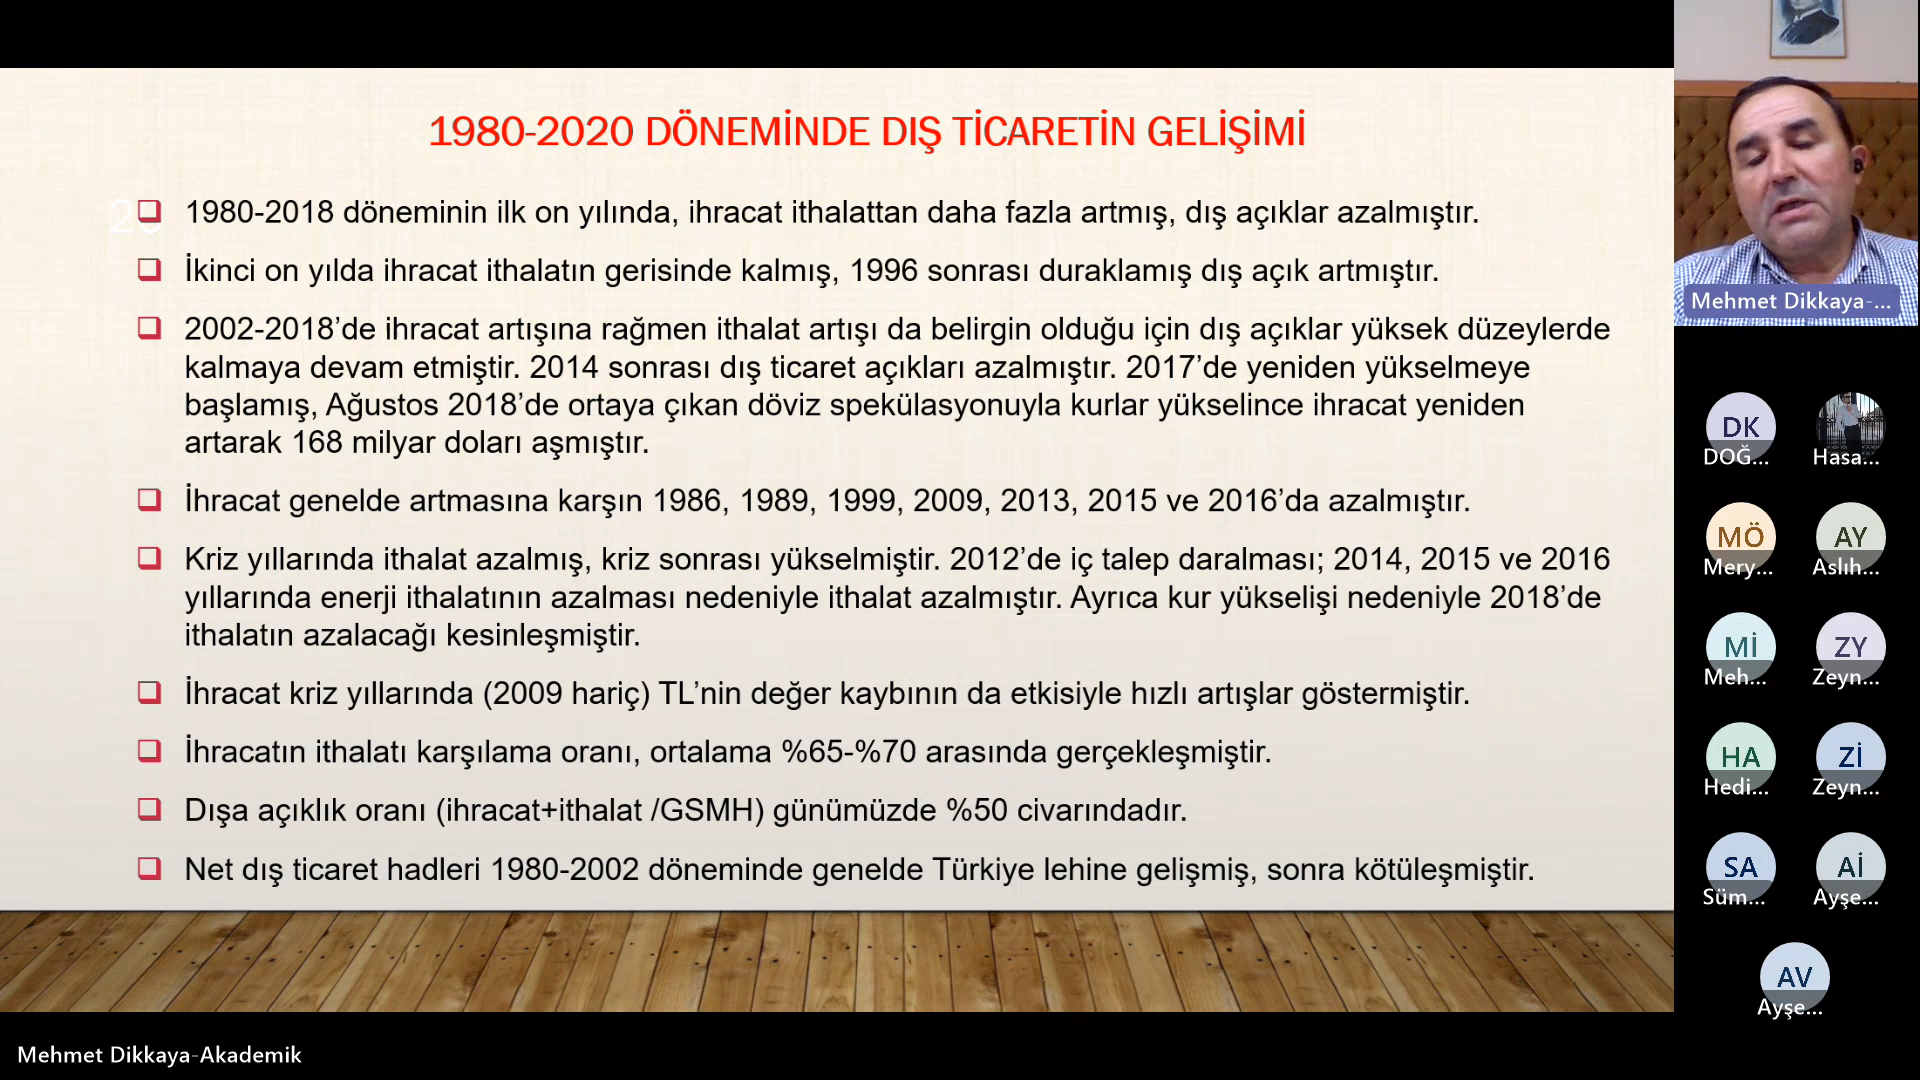 1980-2020 DÖNEMİNDE DIŞ TİCARETİN GELİŞİMİ
1980-2018 döneminin ilk on yılında, ihracat ithalattan daha fazla artmış, dış açıklar azalmıştır.
İkinci on yılda ihracat ithalatın gerisinde kalmış, 1996 sonrası duraklamış dış açık artmıştır.
2002-2018’de ihracat artışına rağmen ithalat artışı da belirgin olduğu için dış açıklar yüksek düzeylerde
kalmaya devam etmiştir. 2014 sonrası dış ticaret açıkları azalmıştır. 2017’de yeniden yükselmeye
başlamış, Ağustos 2018’de ortaya çıkan döviz spekülasyonuyla kurlar yükselince ihracat yeniden
artarak 168 milyar doları aşmıştır.
İhracat genelde artmasına karşın 1986, 1989, 1999, 2009, 2013, 2015 ve 2016’da azalmıştır.
Kriz yıllarında ithalat azalmış, kriz sonrası yükselmiştir. 2012’de iç talep daralması; 2014, 2015 ve 2016
yıllarında enerji ithalatının azalması nedeniyle ithalat azalmıştır. Ayrıca kur yükselişi nedeniyle 2018’de
ithalatın azalacağı kesinleşmiştir.
İhracat kriz yıllarında (2009 hariç) TL’nin değer kaybının da etkisiyle hızlı artışlar göstermiştir.
İhracatın ithalatı karşılama oranı, ortalama %65-%70 arasında gerçekleşmiştir.
Dışa açıklık oranı (ihracat+ithalat /GSMH) günümüzde %50 civarındadır.
Net dış ticaret hadleri 1980-2002 döneminde genelde Türkiye lehine gelişmiş, sonra kötüleşmiştir.
Mehmet Dikkaya-...
DK
DOĞ...
Hasa...
MÖ
Mery...
AY
Aslıh...
Mİ
Meh...
ZY
Zeyn...
HA
Hedi...
Zİ
Zeyn...
SA
Süm...
Aİ
Ayşe...
AV
Ayşe...
Mehmet Dikkaya-Akademik